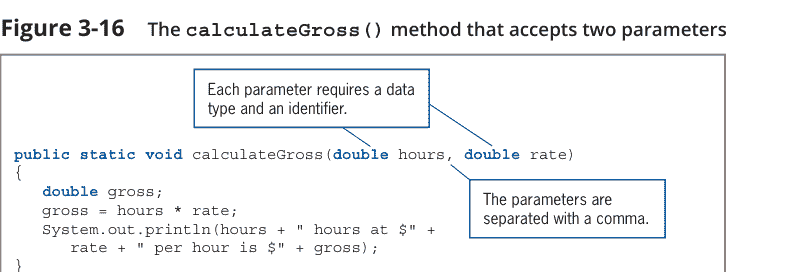 Figure 3-16 The calculateGross() method that accepts two parameters
Each parameter requires a data
type and an identifier.
public static void calculateGross(double hours, double rate)
{
double gross;
gross = hours * rate;
System.out.println(hours + " hours at $" +
rate + " per hour is $" + gross);
}
The parameters are
separated with a comma.